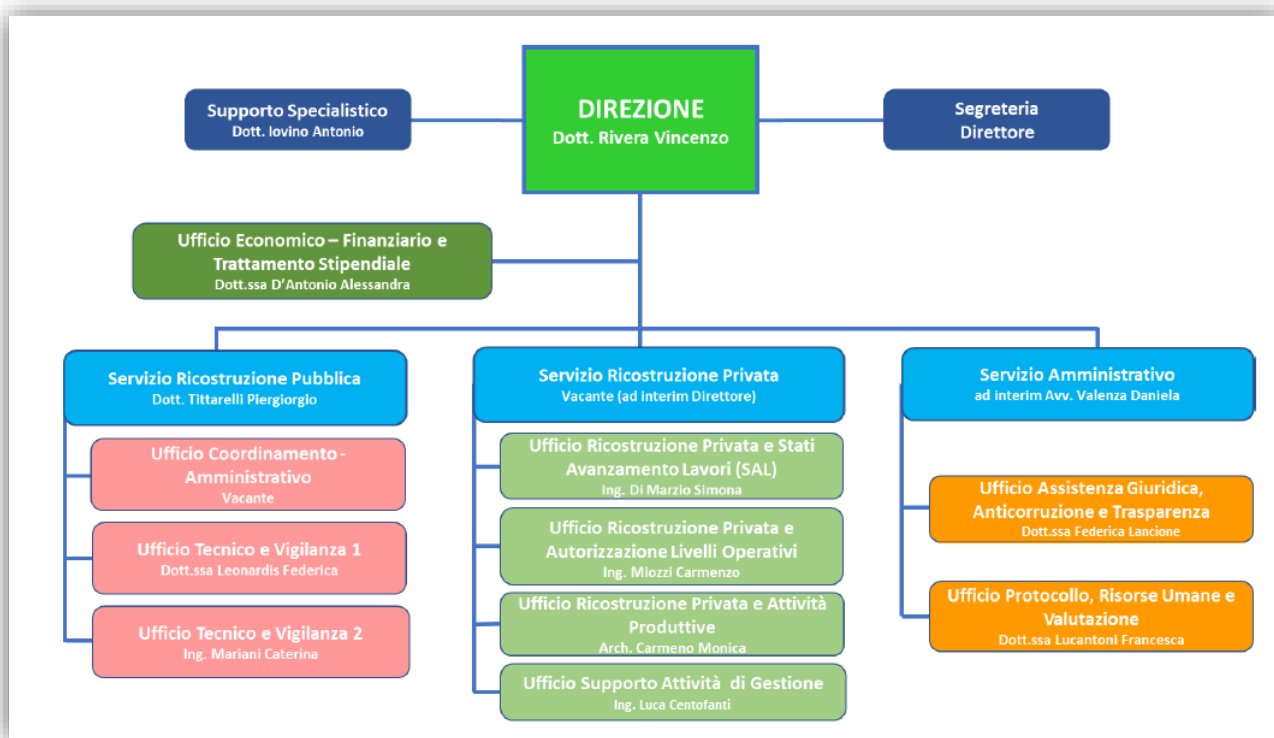 DIREZIONE
Dott. Rivera Vincenzo
Supporto Specialistico
Dott. Iovino Antonio
Segreteria
Direttore
Ufficio Economico – Finanziario e
Trattamento Stipendiale
Dott.ssa D'Antonio Alessandra
Servizio Ricostruzione Pubblica
Dott. Tittarelli Piergiorgio
Ufficio Coordinamento -
Amministrativo
Vacante
Ufficio Tecnico e Vigilanza 1
Dott.ssa Leonardis Federica
Ufficio Tecnico e Vigilanza 2
Ing. Mariani Caterina
Servizio Ricostruzione Privata
Vacante (ad interim Direttore)
Ufficio Ricostruzione Privata e Stati
Avanzamento Lavori (SAL)
Ing. Di Marzio Simona
Ufficio Ricostruzione Privata e
Autorizzazione Livelli Operativi
Ing. Miozzi Carmenzo
Ufficio Ricostruzione Privata e Attività
Produttive
Arch. Carmeno Monica
Ufficio Supporto Attività di Gestione
Ing. Luca Centofanti
Servizio Amministrativo
ad interim Avv. Valenza Daniela
Ufficio Assistenza Giuridica,
Anticorruzione e Trasparenza
Dott.ssa Federica Lancione
Ufficio Protocollo, Risorse Umane e
Valutazione
Dott.ssa Lucantoni Francesca